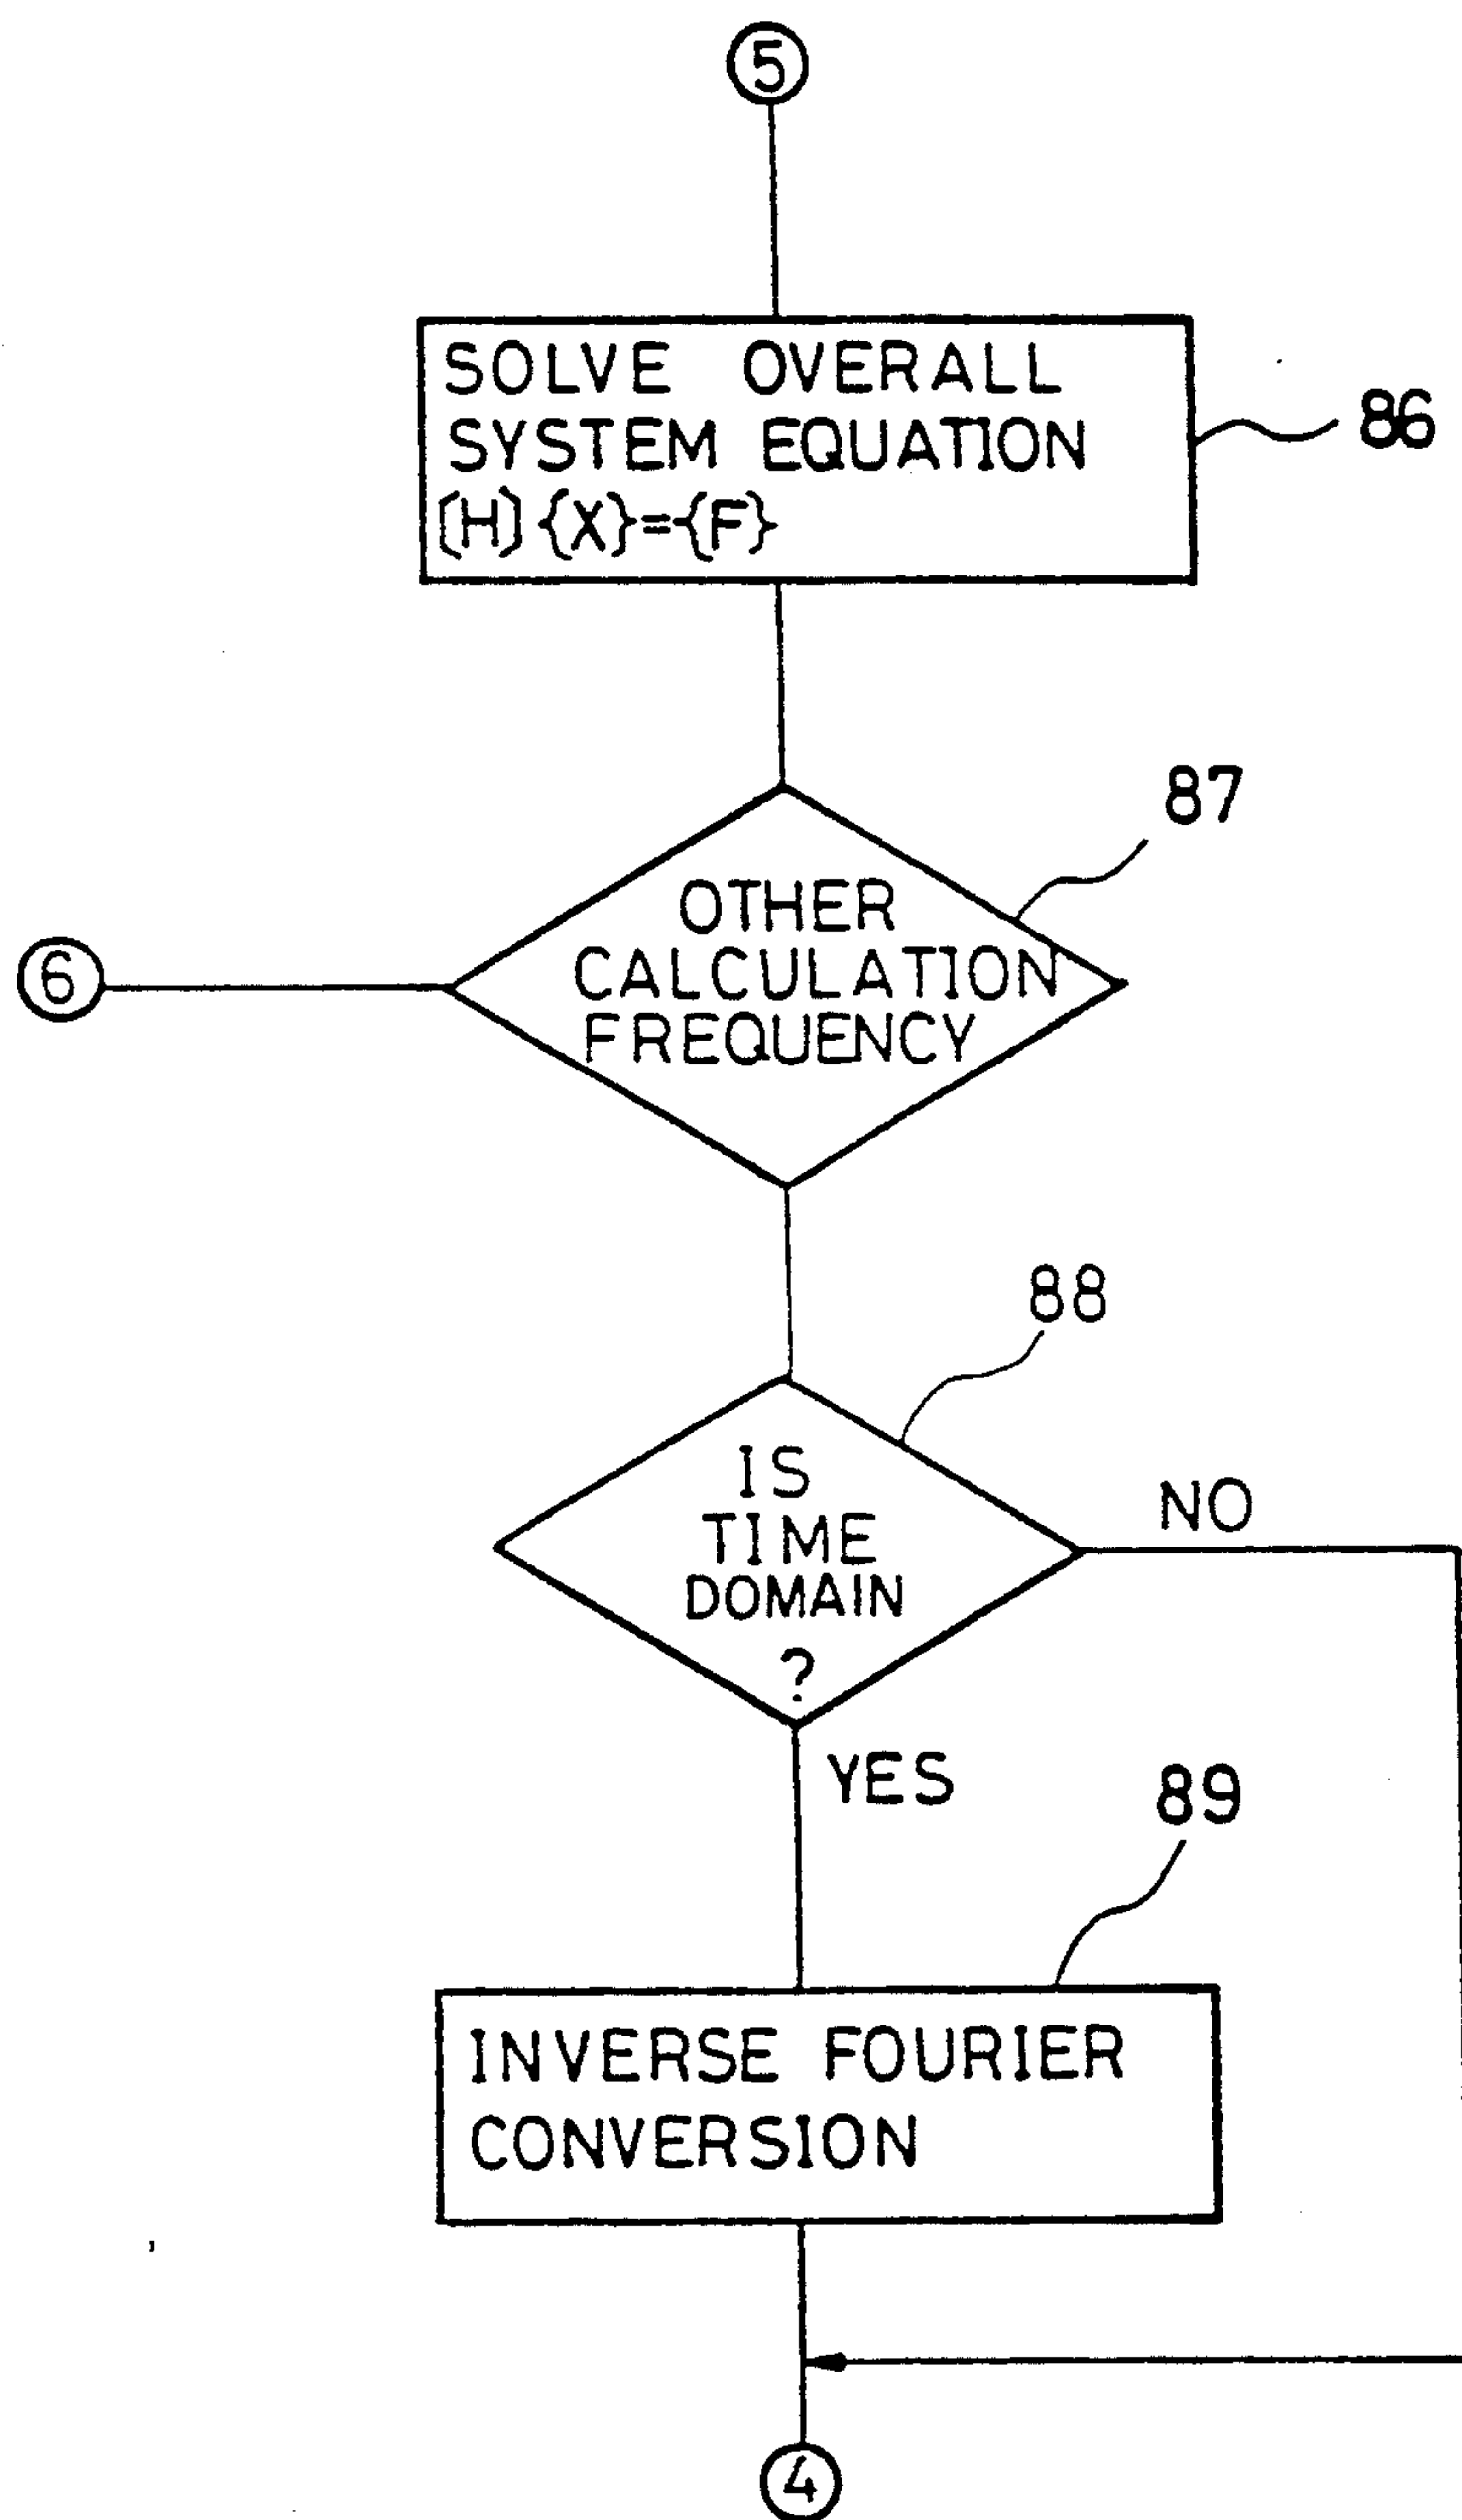 5
SOLVE OVERALL
SYSTEM EQUATION
[H]{X}={F}
86
87
OTHER
CALCULATION
FREQUENCY
6
88
IS
TIME
DOMAIN
?
NO
YES
89
INVERSE FOURIER
CONVERSION
4